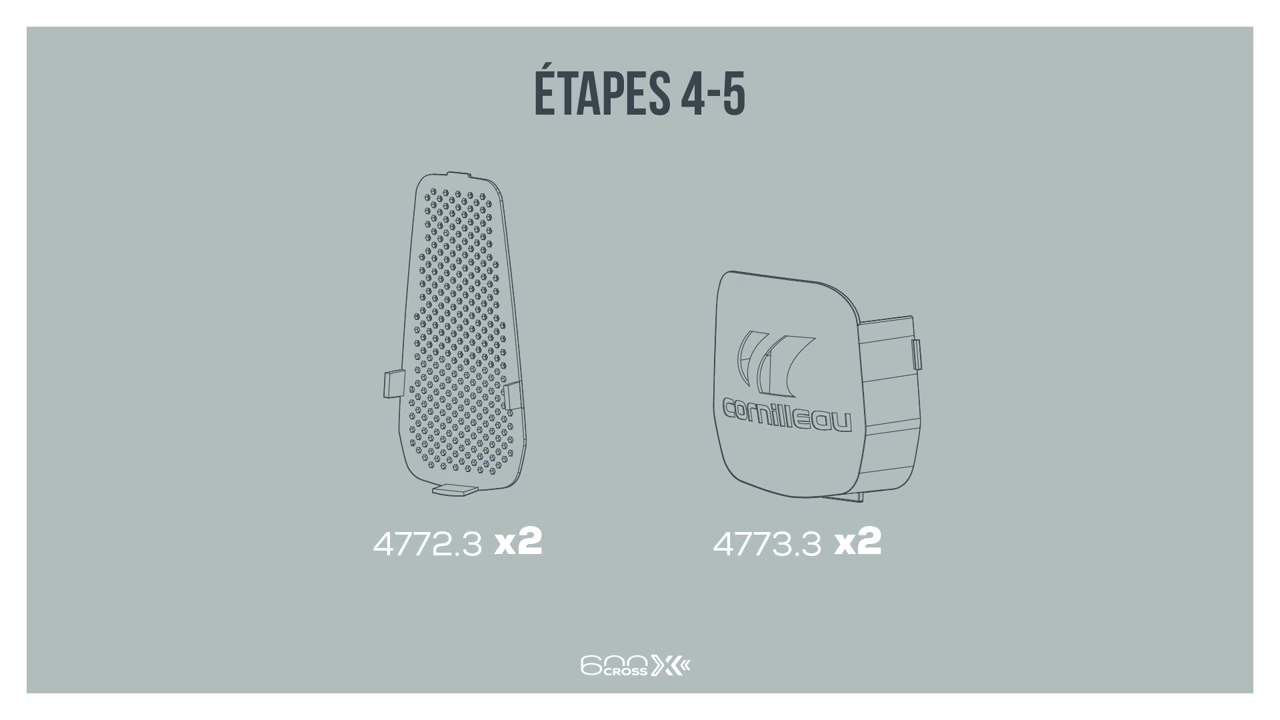 ÉTAPES 4-5
cornilleau
4772.3 x2
4773.3 x2
600 CROSS X